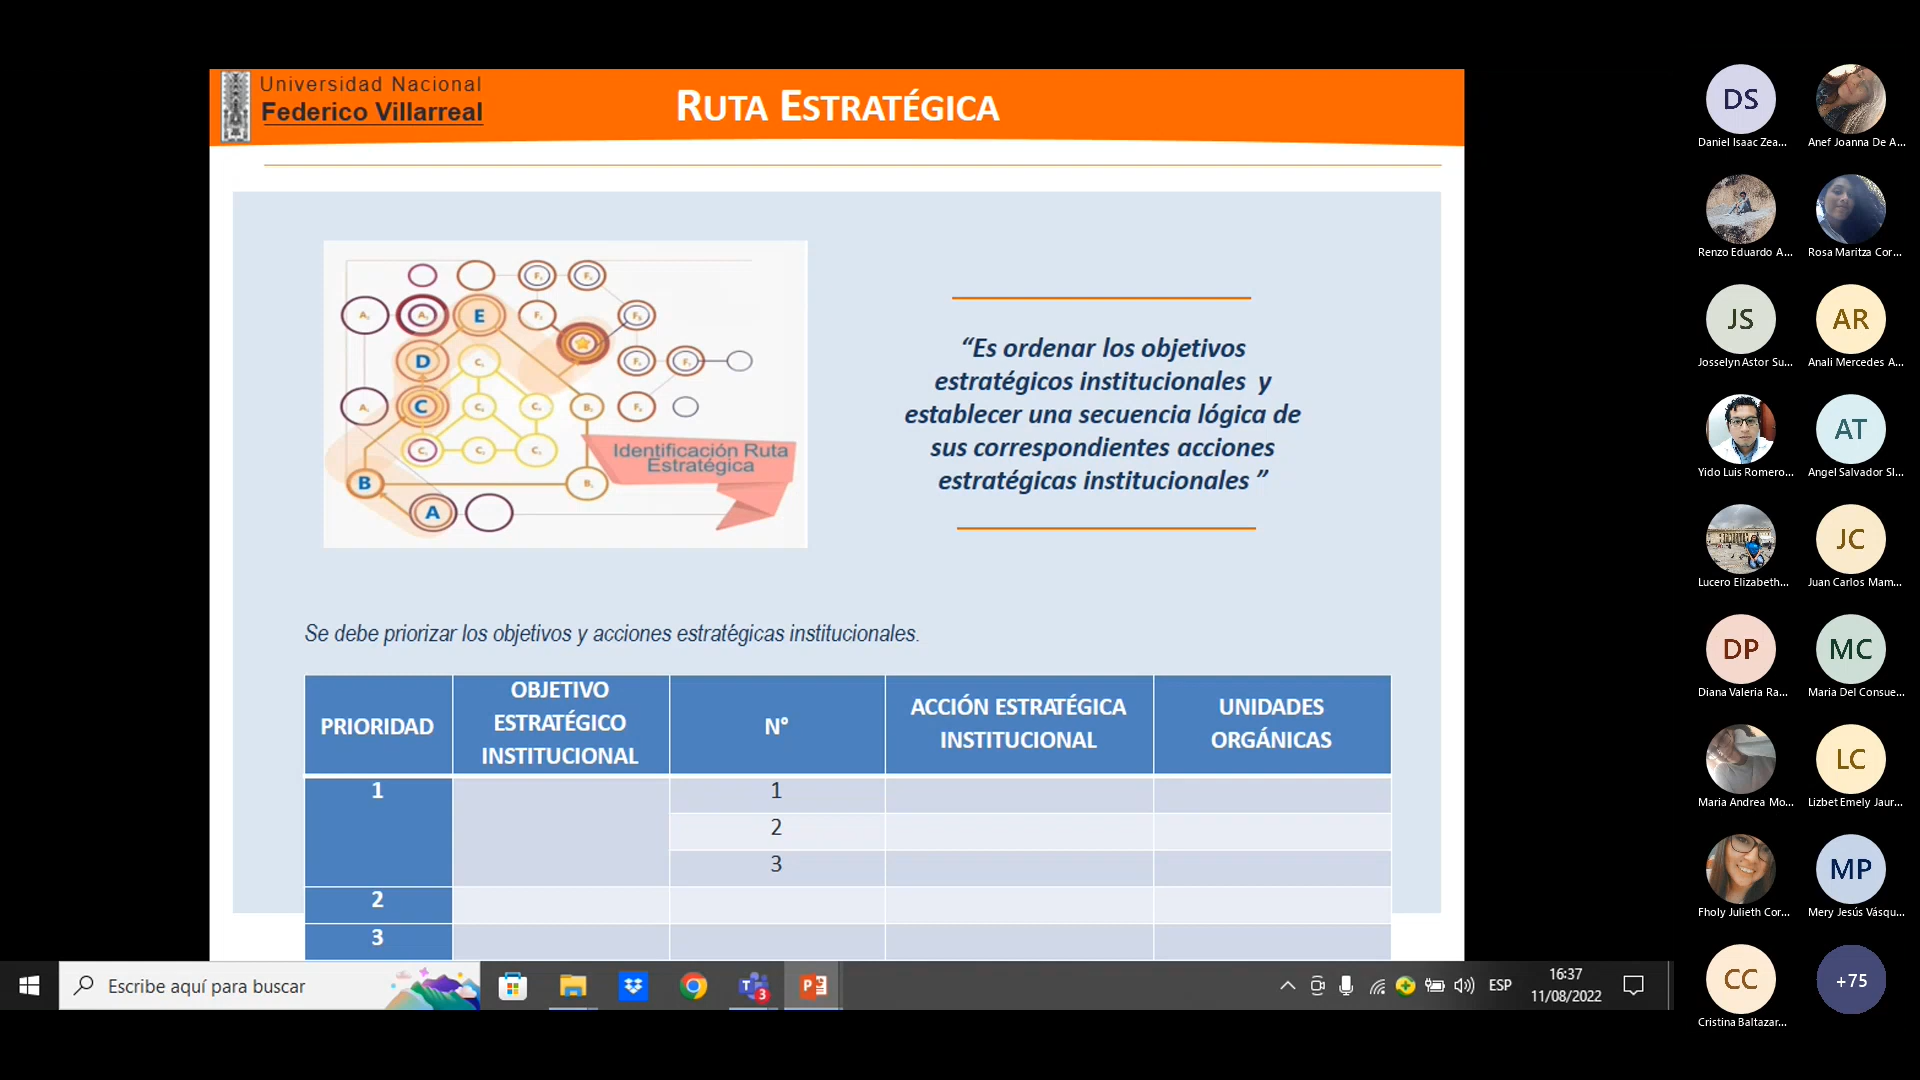 Universidad Nacional
Federico Villarreal
RUTA ESTRATÉGICA
E
D
C
B
A
Identificación Ruta
Estratégica
“Es ordenar los objetivos
estratégicos institucionales y
establecer una secuencia lógica de
sus correspondientes acciones
estratégicas institucionales ”
Se debe priorizar los objetivos y acciones estratégicas institucionales.
PRIORIDAD
OBJETIVO
ESTRATÉGICO
INSTITUCIONAL
N°
ACCIÓN ESTRATÉGICA
INSTITUCIONAL
UNIDADES
ORGÁNICAS
1
1
2
3
2
3
Escribe aquí para buscar
3
ESP
16:37
11/08/2022
DS
Daniel Isaac Zea...
Anef Joanna De A...
Renzo Eduardo A...
Rosa Maritza Cor...
JS
Josselyn Astor Su...
AR
Anali Mercedes A...
Yido Luis Romero...
AT
Angel Salvador SI...
Lucero Elizabeth...
JC
Juan Carlos Mam...
DP
Diana Valeria Ra...
MC
Maria Del Consue...
Maria Andrea Mo...
LC
Lizbet Emely Jaur...
Fholy Julieth Cor...
MP
Mery Jesús Vásqu...
CC
Cristina Baltazar...
+75